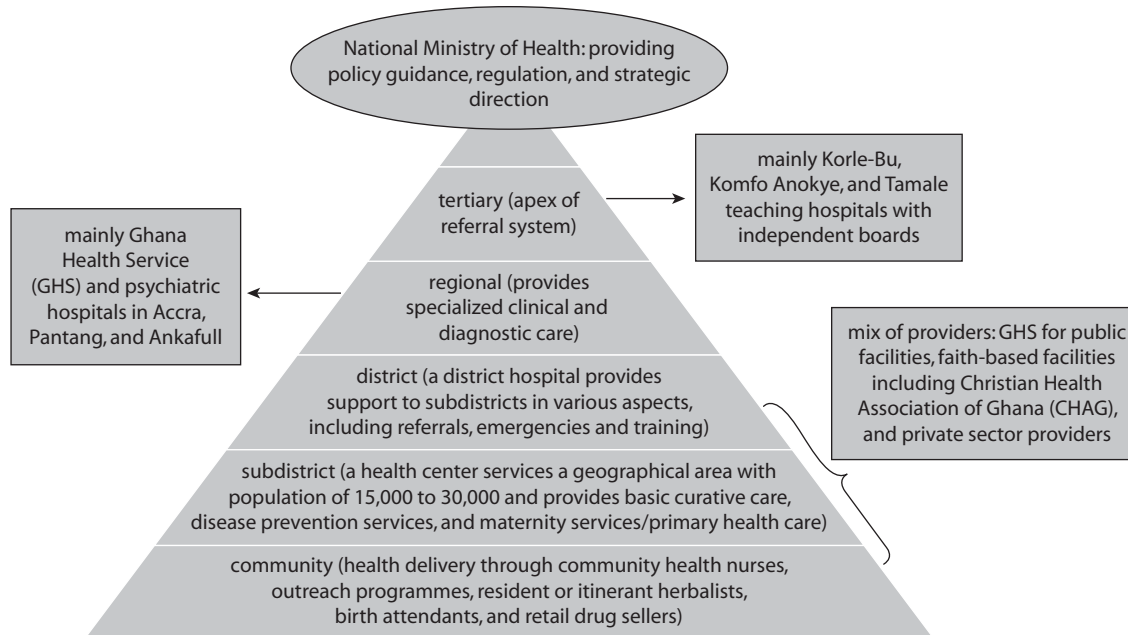 National Ministry of Health: providing
policy guidance, regulation, and strategic
direction
mainly Korle-Bu,
Komfo Anokye, and Tamale
teaching hospitals with
independent boards
tertiary (apex of
referral system)
mainly Ghana
Health Service
(GHS) and psychiatric
hospitals in Accra,
Pantang, and Ankafull
regional (provides
specialized clinical and
diagnostic care)
mix of providers: GHS for public
facilities, faith-based facilities
including Christian Health
Association of Ghana (CHAG),
and private sector providers
district (a district hospital provides
support to subdistricts in various aspects,
including referrals, emergencies and training)
subdistrict (a health center services a geographical area with
population of 15,000 to 30,000 and provides basic curative care,
disease prevention services, and maternity services/primary health care)
community (health delivery through community health nurses,
outreach programmes, resident or itinerant herbalists,
birth attendants, and retail drug sellers)